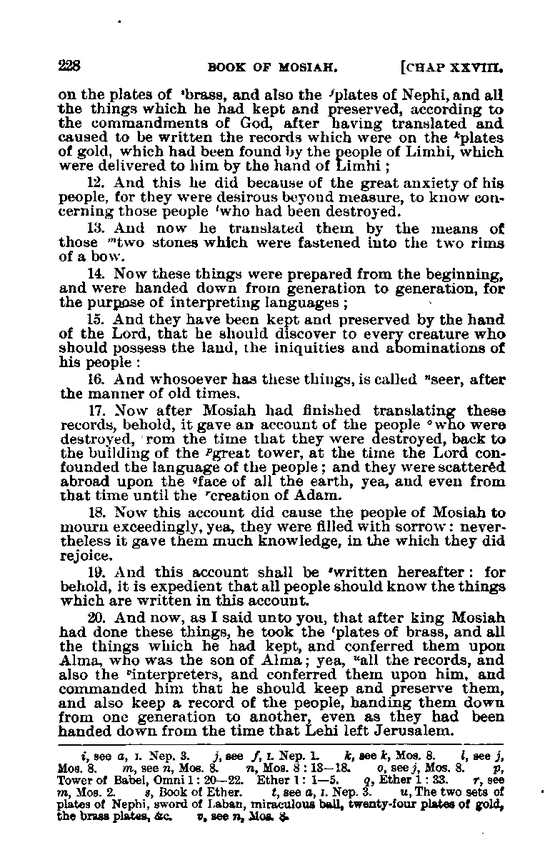 228 BOOK OF MOSIAH. [CHAP XXVIII.
on the plates of ⁱbrass, and also the ʲplates of Nephi, and all
the things which he had kept and preserved, according to
the commandments of God, after having translated and
caused to be written the records which were on the ᵏplates
of gold, which had been found by the people of Limhi, which
were delivered to him by the hand of Limhi ;
12. And this he did because of the great anxiety of his
people, for they were desirous beyond measure, to know con-
cerning those people ˡwho had been destroyed.
13. And now he translated them by the means of
those ᵐtwo stones which were fastened into the two rims
of a bow.
14. Now these things were prepared from the beginning,
and were handed down from generation to generation, for
the purpose of interpreting languages ;
15. And they have been kept and preserved by the hand
of the Lord, that he should discover to every creature who
should possess the land, the iniquities and abominations of
his people :
16. And whosoever has these things, is called ⁿseer, after
the manner of old times.
17. Now after Mosiah had finished translating these
records, behold, it gave an account of the people ᵒwho were
destroyed, rom the time that they were destroyed, back to
the building of the ᵖgreat tower, at the time the Lord con-
founded the language of the people ; and they were scattered
abroad upon the qface of all the earth, yea, and even from
that time until the ʳcreation of Adam.
18. Now this account did cause the people of Mosiah to
mourn exceedingly, yea, they were filled with sorrow : never-
theless it gave them much knowledge, in the which they did
rejoice.
19. And this account shall be ˢwritten hereafter : for
behold, it is expedient that all people should know the things
which are written in this account.
20. And now, as I said unto you, that after king Mosiah
had done these things, he took the ᵗplates of brass, and all
the things which he had kept, and conferred them upon
Alma, who was the son of Alma ; yea, ᵘall the records, and
also the ᵛinterpreters, and conferred them upon him, and
commanded him that he should keep and preserve them,
and also keep a record of the people, handing them down
from one generation to another, even as they had been
handed down from the time that Lehi left Jerusalem.
i, see a, I. Nep. 3. j, see f, I. Nep. 1. k, see k, Mos. 8. l, see j,
Mos. 8. m, see n, Mos. 8. n, Mos. 8 : 13—18. o, see j, Mos. 8. p,
Tower of Babel, Omni 1 : 20—22. Ether 1 : 1—5. q, Ether 1 : 33. r, see
m, Mos. 2. s, Book of Ether. t, see a, I. Nep. 3. u, The two sets of
plates of Nephi, sword of Laban, miraculous ball, twenty-four plates of gold,
the brass plates, &c. v, see n, Mos. 8.